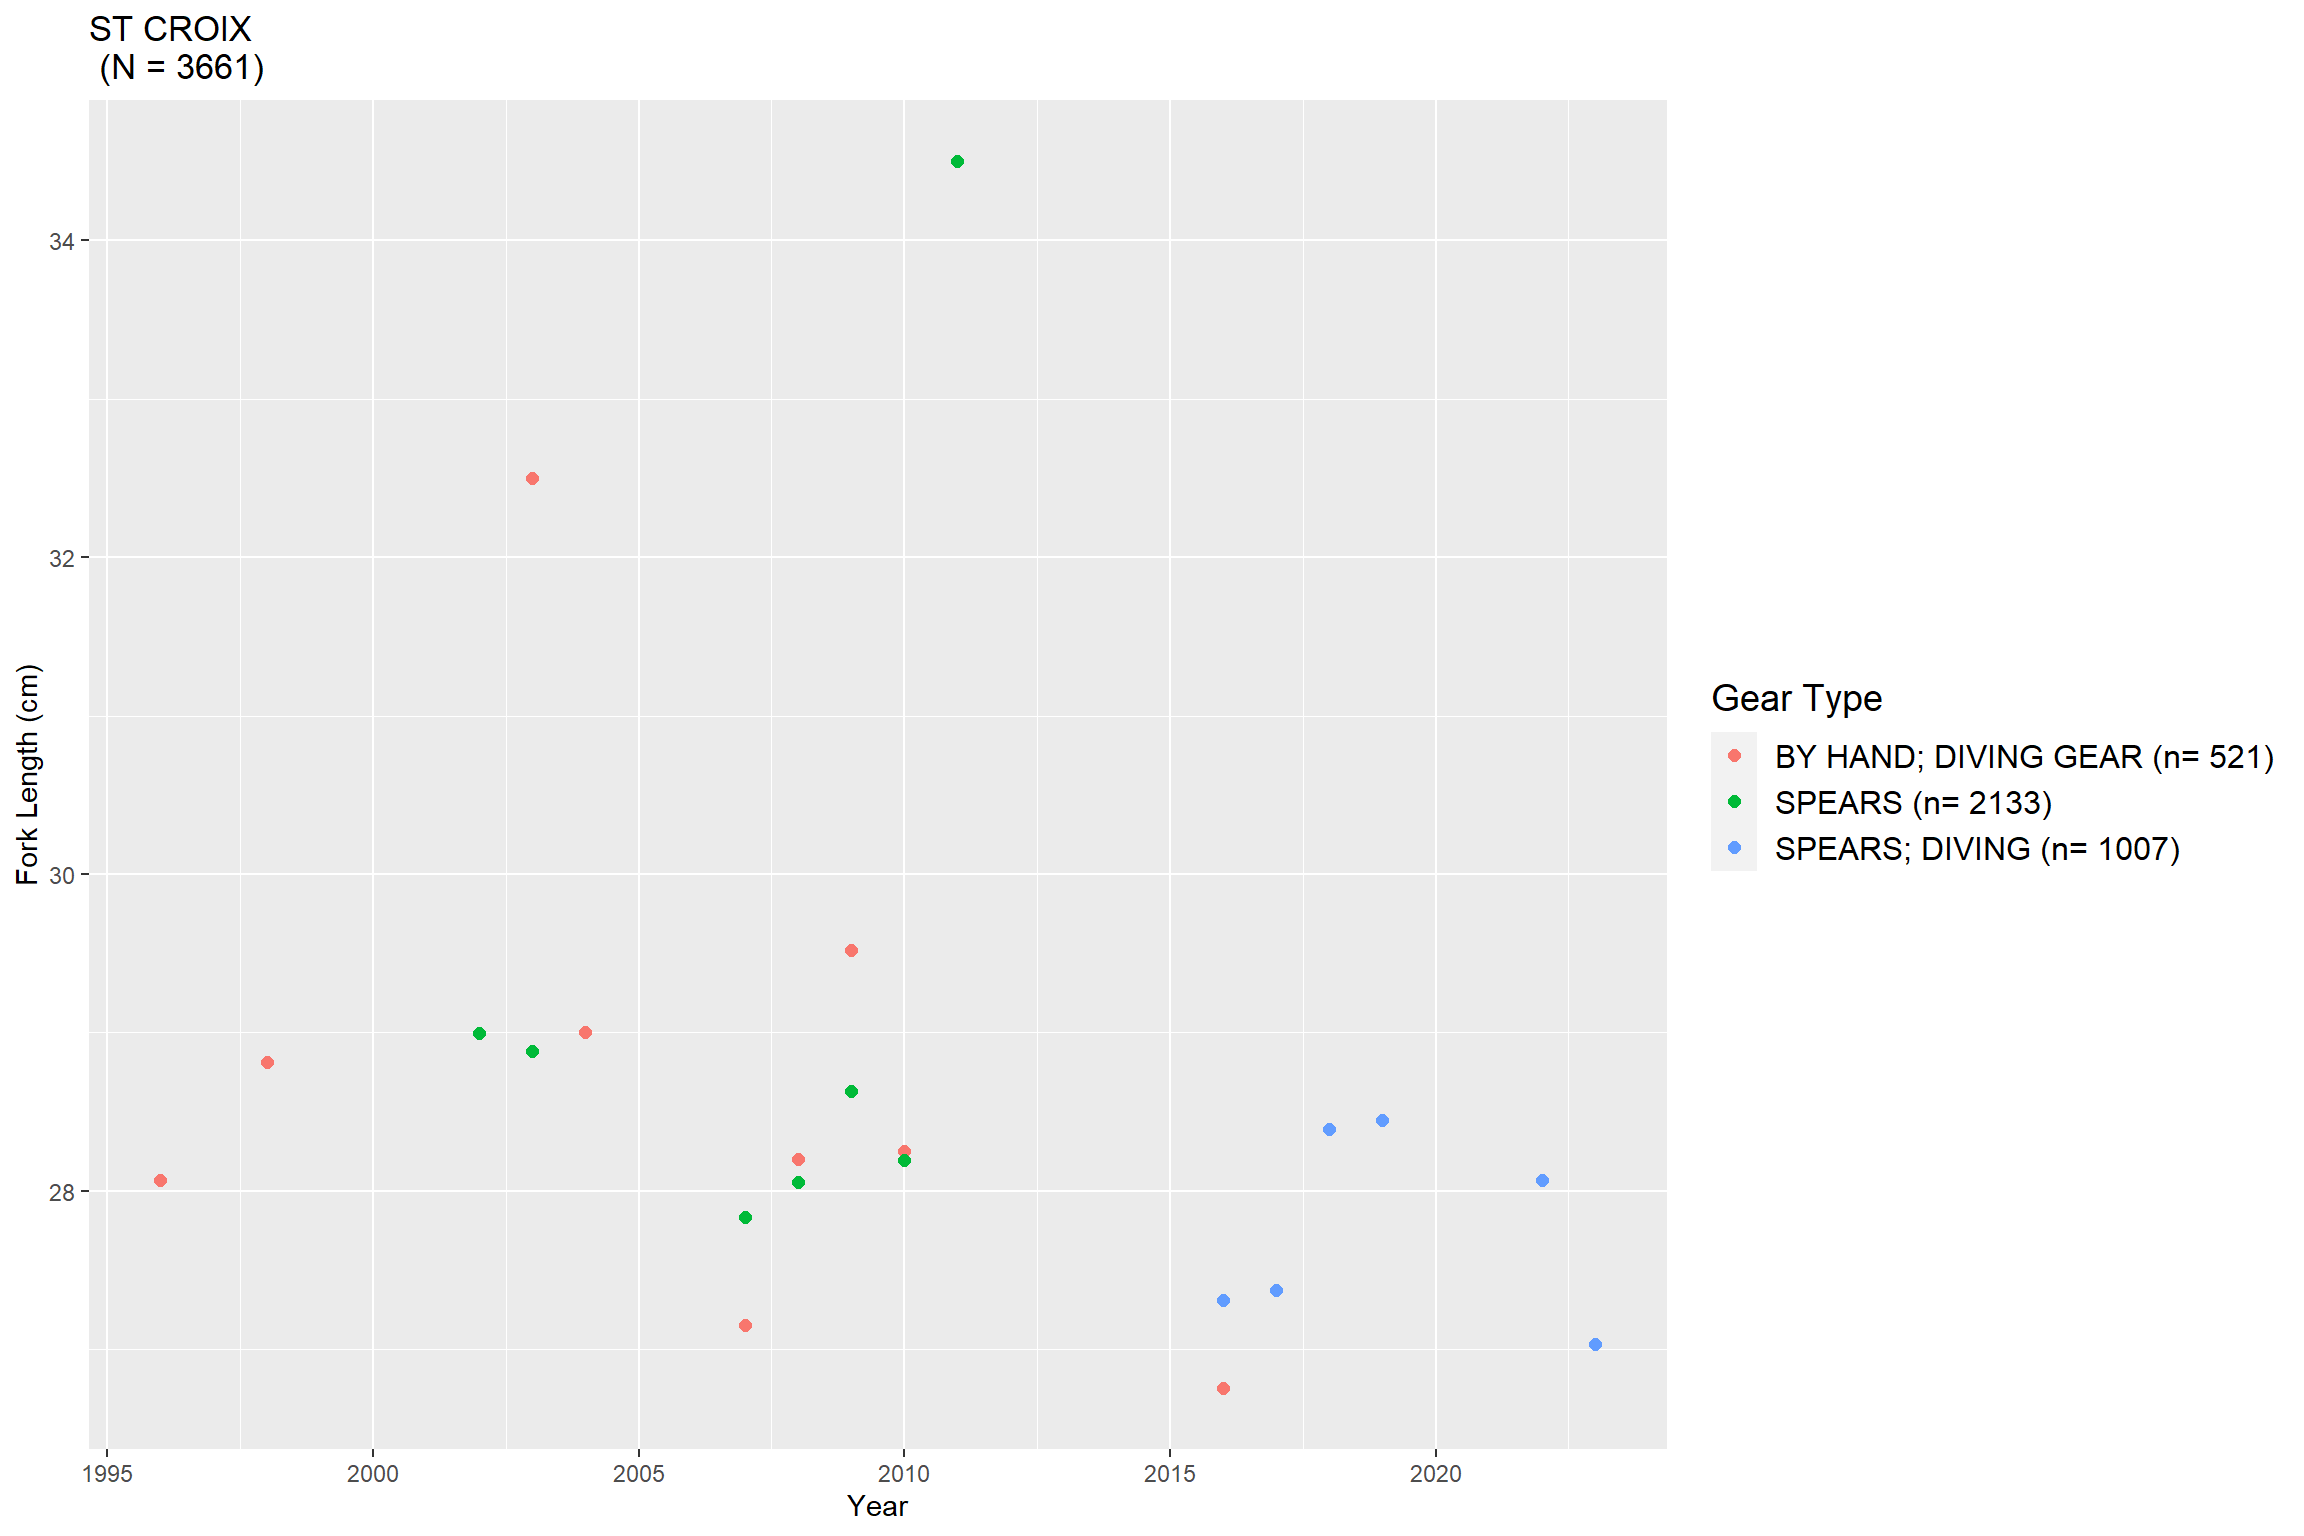 ST CROIX
(N = 3661)
34
32
30
28
Fork Length (cm)
1995 2000 2005 2010 2015 2020
Year
Gear Type
BY HAND; DIVING GEAR (n= 521)
SPEARS (n= 2133)
SPEARS; DIVING (n= 1007)